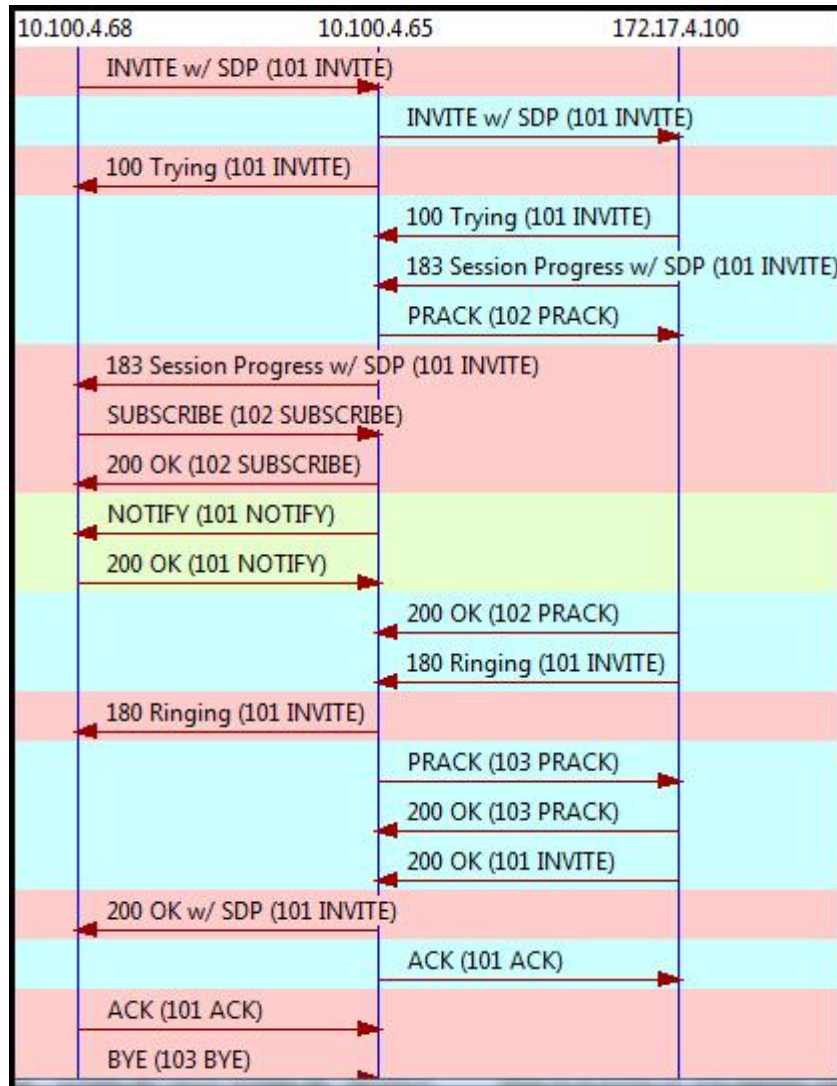 10.100.4.68 10.100.4.65 172.17.4.100
INVITE w/ SDP (101 INVITE)
INVITE w/ SDP (101 INVITE)
100 Trying (101 INVITE)
100 Trying (101 INVITE)
183 Session Progress w/ SDP (101 INVITE)
PRACK (102 PRACK)
183 Session Progress w/ SDP (101 INVITE)
SUBSCRIBE (102 SUBSCRIBE)
200 OK (102 SUBSCRIBE)
NOTIFY (101 NOTIFY)
200 OK (101 NOTIFY)
200 OK (102 PRACK)
180 Ringing (101 INVITE)
180 Ringing (101 INVITE)
PRACK (103 PRACK)
200 OK (103 PRACK)
200 OK (101 INVITE)
200 OK w/ SDP (101 INVITE)
ACK (101 ACK)
ACK (101 ACK)
BYE (103 BYE)